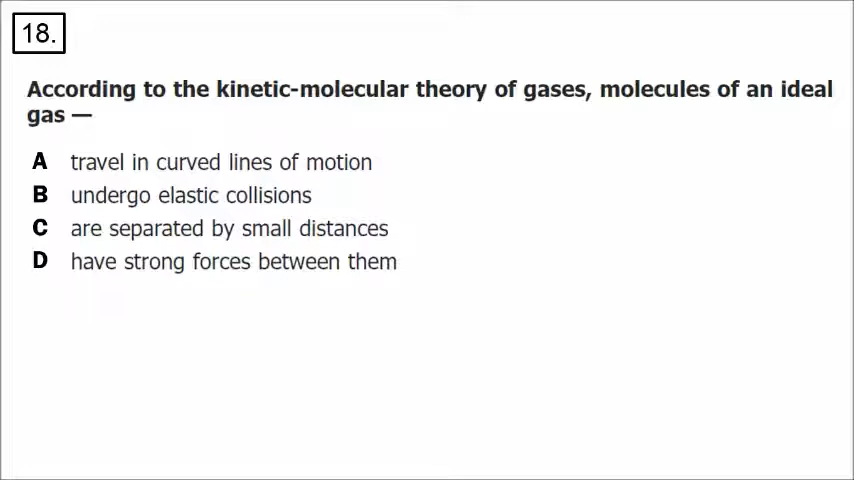 18.
According to the kinetic-molecular theory of gases, molecules of an ideal
gas —
A travel in curved lines of motion
B undergo elastic collisions
C are separated by small distances
D have strong forces between them